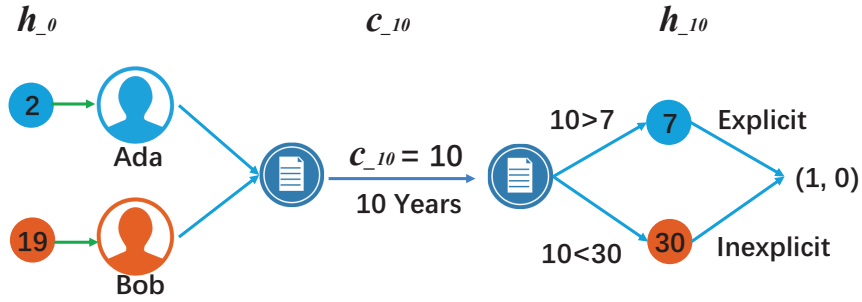 h_0
c_10
h_10
2
Ada
19
Bob
c_10 = 10
10 Years
10>7
7
Explicit
(1, 0)
10<30
30
Inexplicit